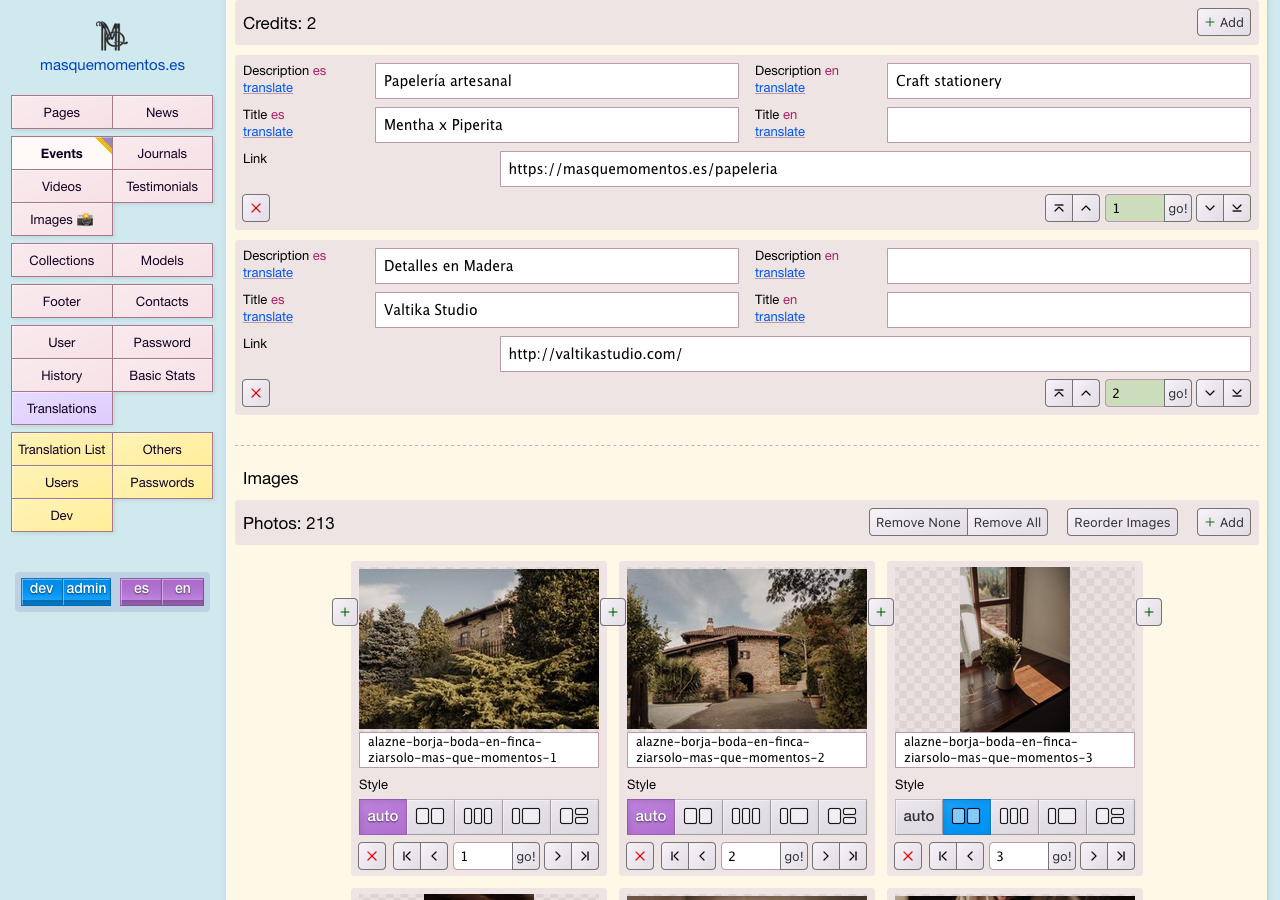 masquemomentos.es
Pages
News
Events
Journals
Videos
Testimonials
Images 📸
Collections
Models
Footer
Contacts
User
Password
History
Basic Stats
Translations
Translation List
Others
Users
Passwords
Dev
dev admin es en
Credits: 2
+ Add
Description es
translate
Papelería artesanal
Description en
translate
Craft stationery
Title es
translate
Mentha x Piperita
Title en
translate
Link
https://masquemomentos.es/papeleria
1 go!
Description es
translate
Detalles en Madera
Description en
translate
Title es
translate
Valtika Studio
Title en
translate
Link
http://valtikastudio.com/
2 go!
Images
Photos: 213
Remove None
Remove All
Reorder Images
+ Add
alazne-borja-boda-en-finca-
ziarsolo-mas-que-momentos-1
Style
auto
1 go!
alazne-borja-boda-en-finca-
ziarsolo-mas-que-momentos-2
Style
auto
2 go!
alazne-borja-boda-en-finca-
ziarsolo-mas-que-momentos-3
Style
auto
3 go!